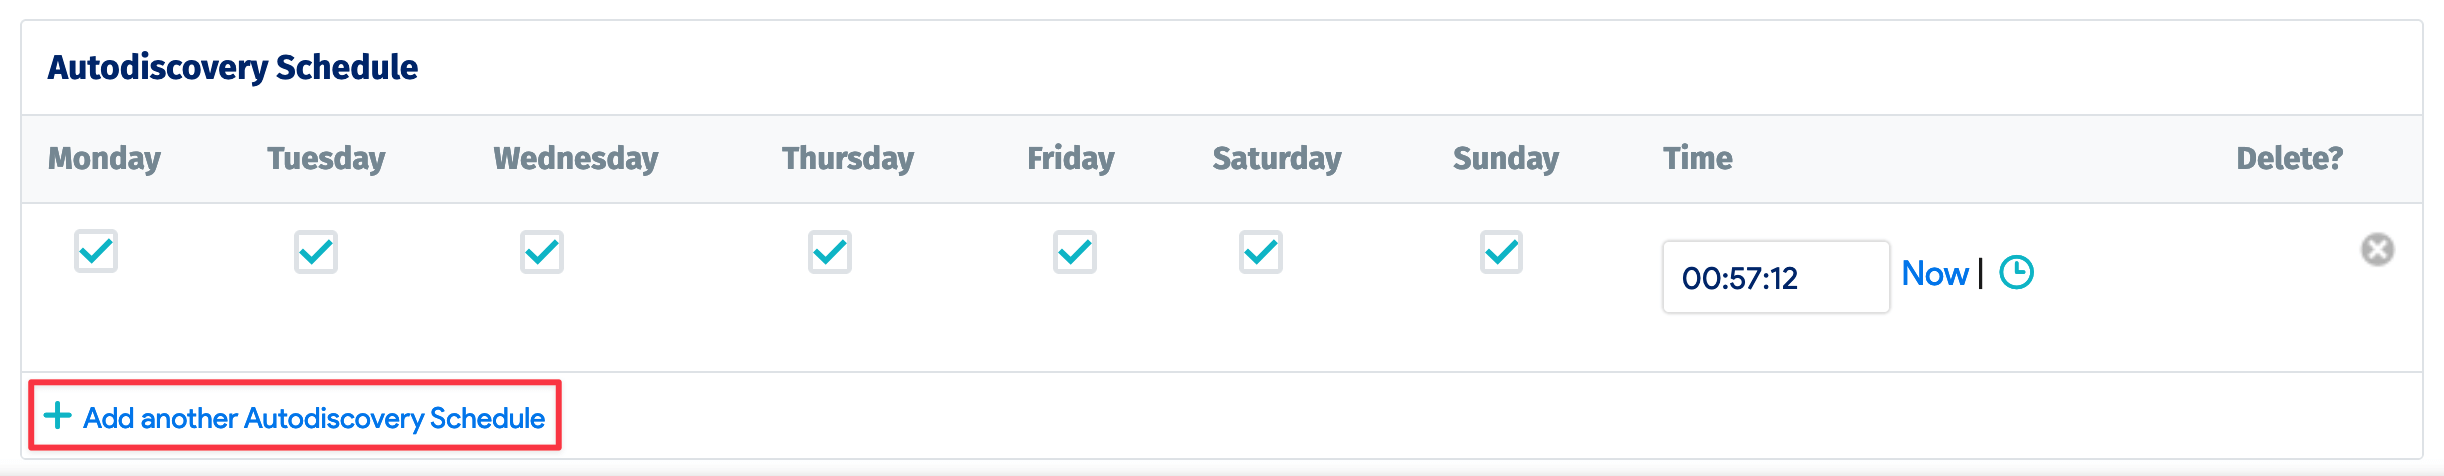 Autodiscovery Schedule
Monday Tuesday Wednesday Thursday Friday Saturday Sunday Time Delete?
00:57:12 Now |
Add another Autodiscovery Schedule